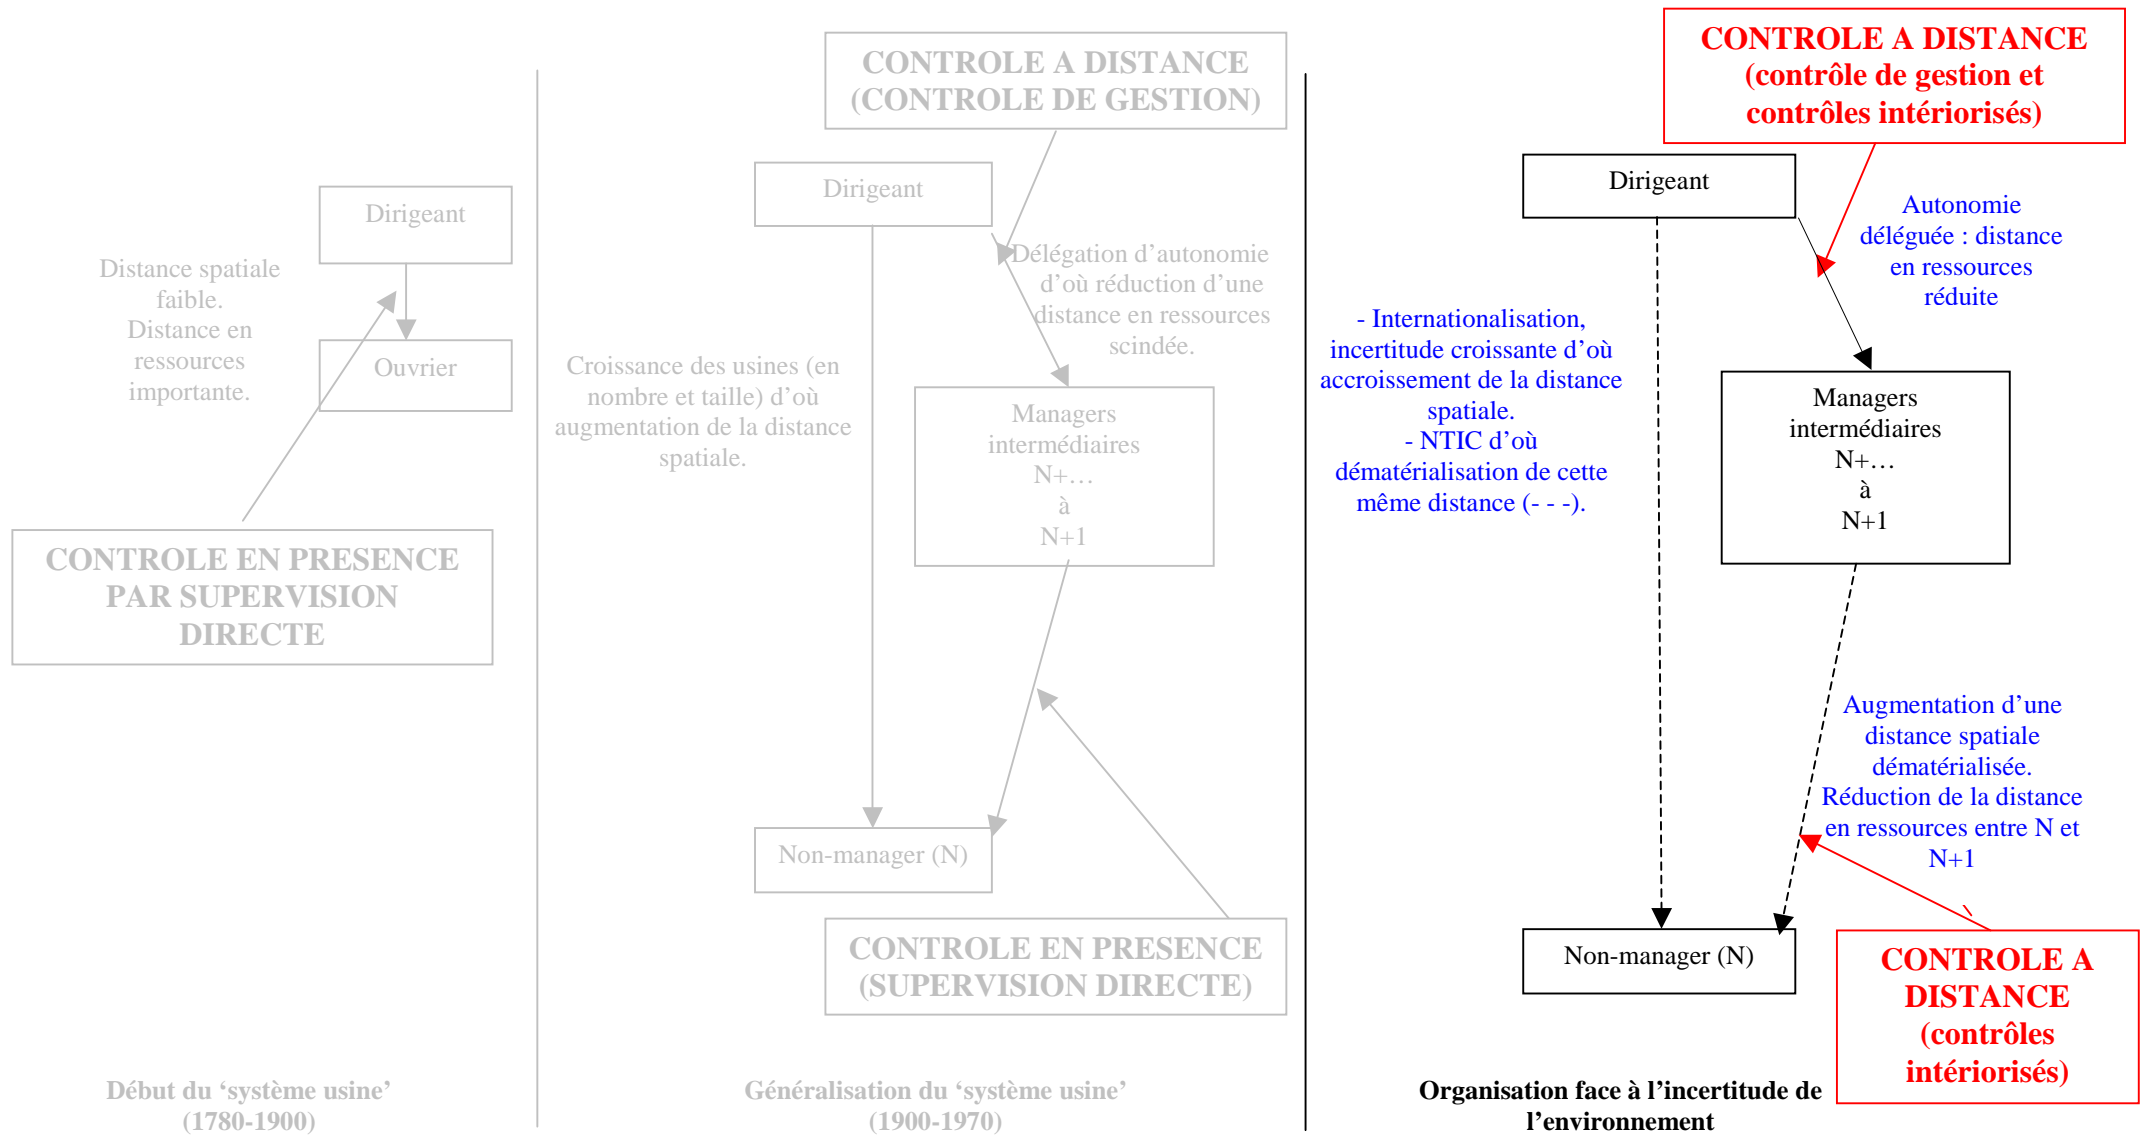 Dirigeant
Distance spatiale
faible.
Distance en
ressources
importante.
Ouvrier
CONTROLE EN PRESENCE
PAR SUPERVISION
DIRECTE
Début du ‘système usine’
(1780-1900)
CONTROLE A DISTANCE
(CONTROLE DE GESTION)
Dirigeant
Délégation d’autonomie
d’où réduction d’une
distance en ressources
scindée.
Croissance des usines (en
nombre et taille) d’où
augmentation de la distance
spatiale.
Managers
intermédiaires
N+…
à
N+1
Non-manager (N)
CONTROLE EN PRESENCE
(SUPERVISION DIRECTE)
Généralisation du ‘système usine’
(1900-1970)
CONTROLE A DISTANCE
(contrôle de gestion et
contrôles intériorisés)
Dirigeant
Autonomie
déléguée : distance
en ressources
réduite
- Internationalisation,
incertitude croissante d’où
accroissement de la distance
spatiale.
- NTIC d’où
dématérialisation de cette
même distance (- - -).
Managers
intermédiaires
N+…
à
N+1
Augmentation d’une
distance spatiale
dématérialisée.
Réduction de la distance
en ressources entre N et
N+1
Non-manager (N)
CONTROLE A
DISTANCE
(contrôles
intériorisés)
Organisation face à l’incertitude de
l’environnement